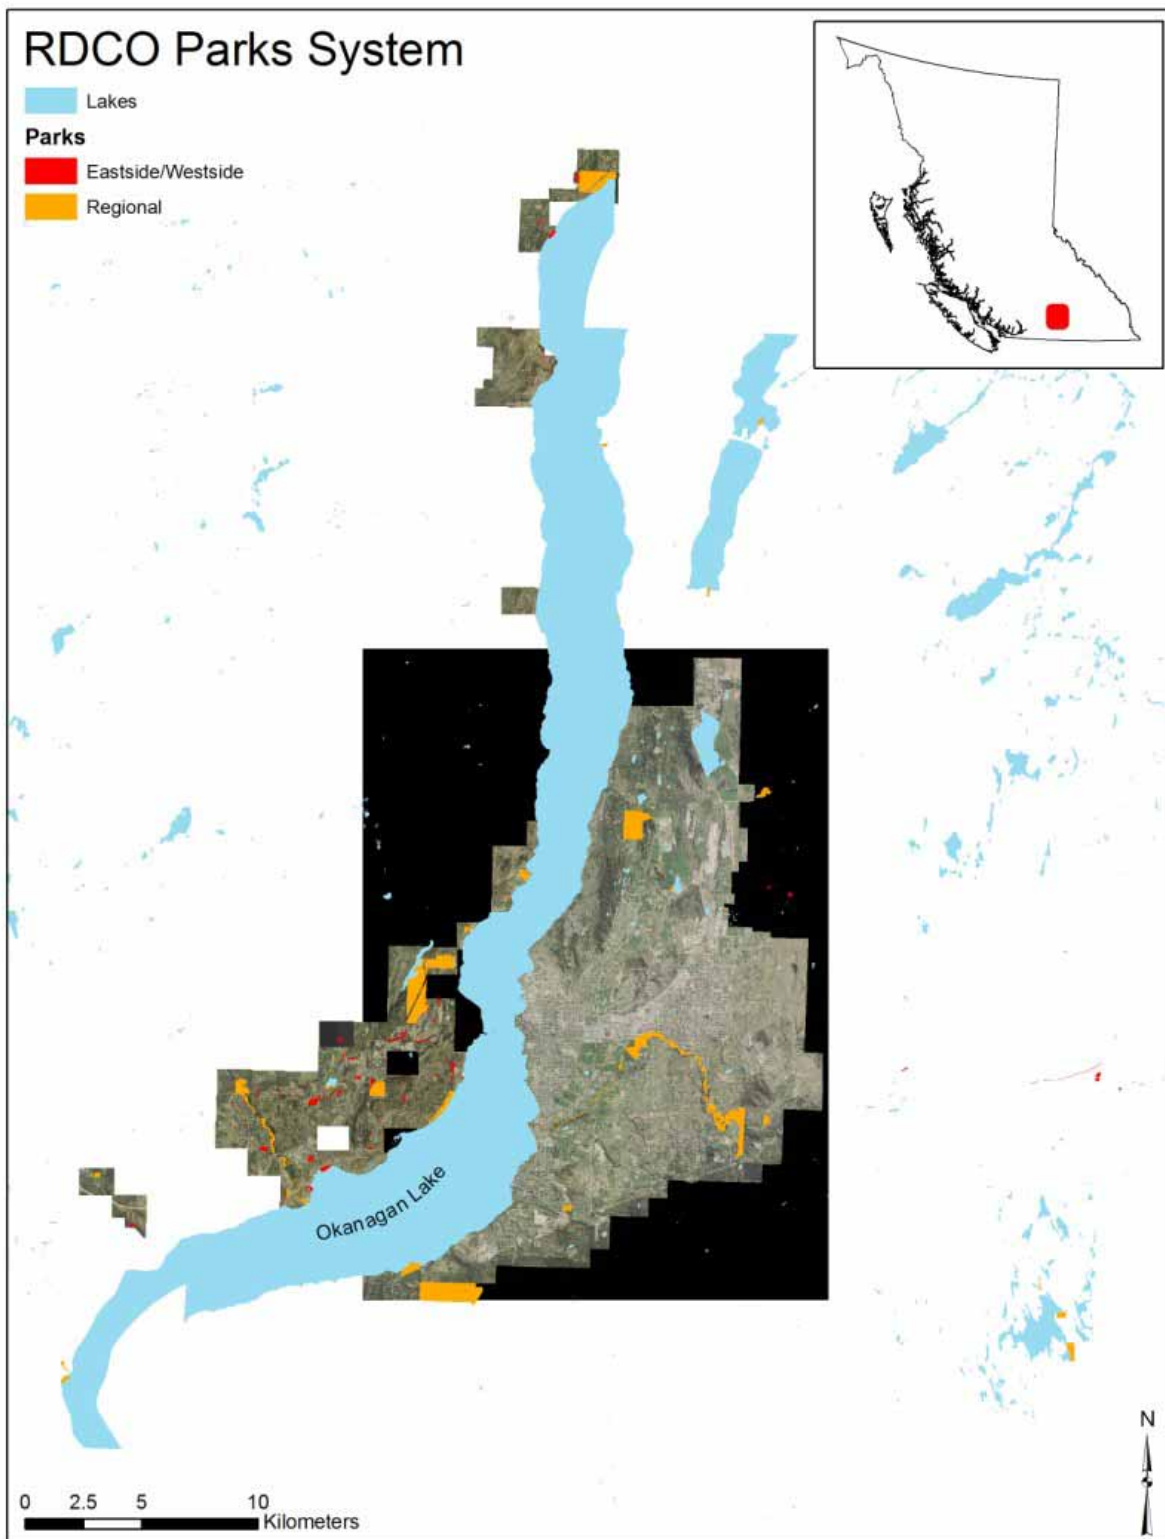 RDCO Parks System
Lakes
Parks
Eastside/Westside
Regional
Okanagan Lake
N
0 2.5 5 10
Kilometers